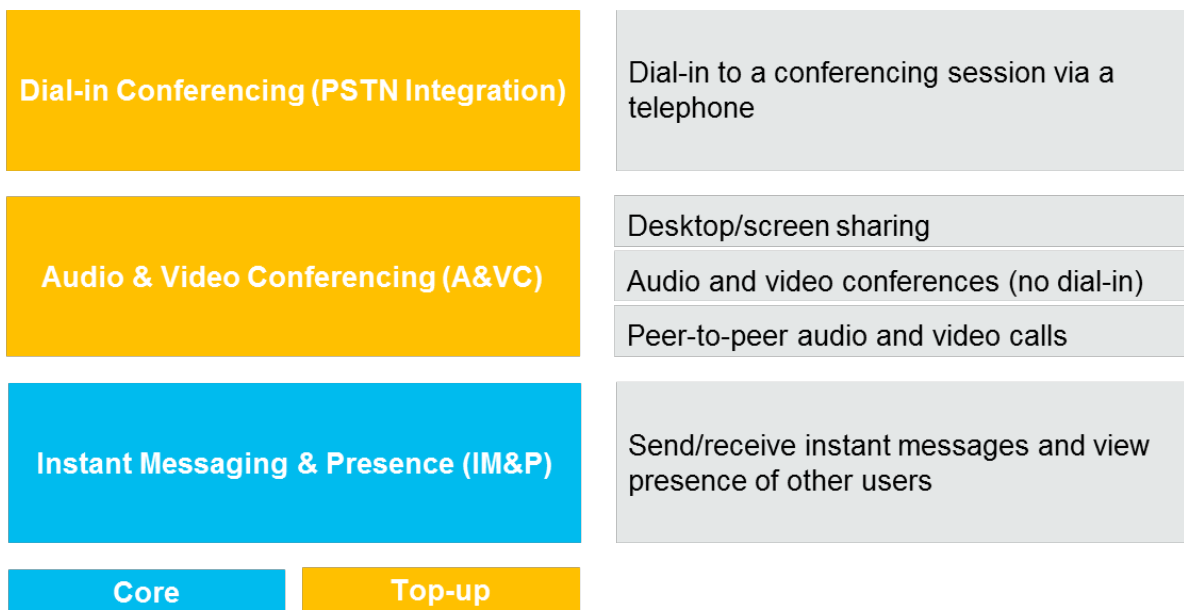 Dial-in Conferencing (PSTN Integration)
Dial-in to a conferencing session via a
telephone
Audio & Video Conferencing (A&VC)
Desktop/screen sharing
Audio and video conferences (no dial-in)
Peer-to-peer audio and video calls
Instant Messaging & Presence (IM&P)
Send/receive instant messages and view
presence of other users
Core
Top-up